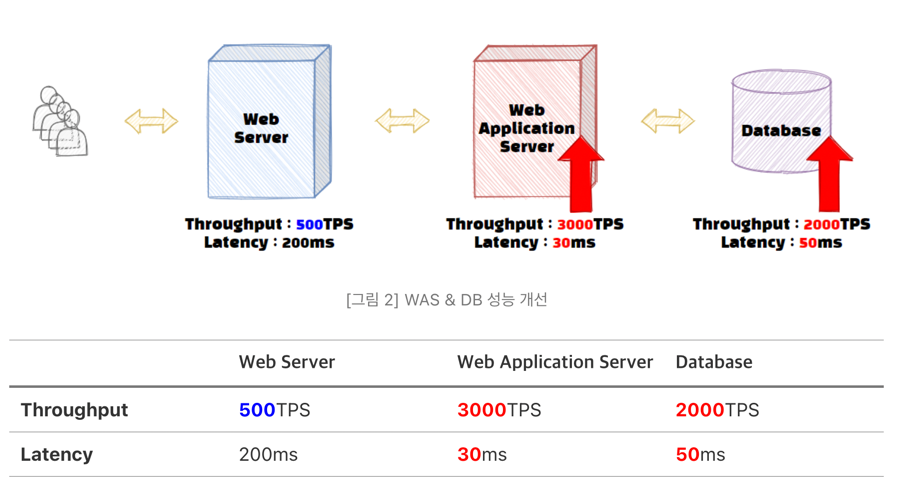 Web
Server
Web
Application
Server
Database
Throughput : 500TPS
Latency : 200ms
Throughput : 3000TPS
Latency : 30ms
Throughput : 2000TPS
Latency : 50ms
[그림 2] WAS & DB 성능 개선
Web Server Web Application Server Database
Throughput 500TPS 3000TPS 2000TPS
Latency 200ms 30ms 50ms